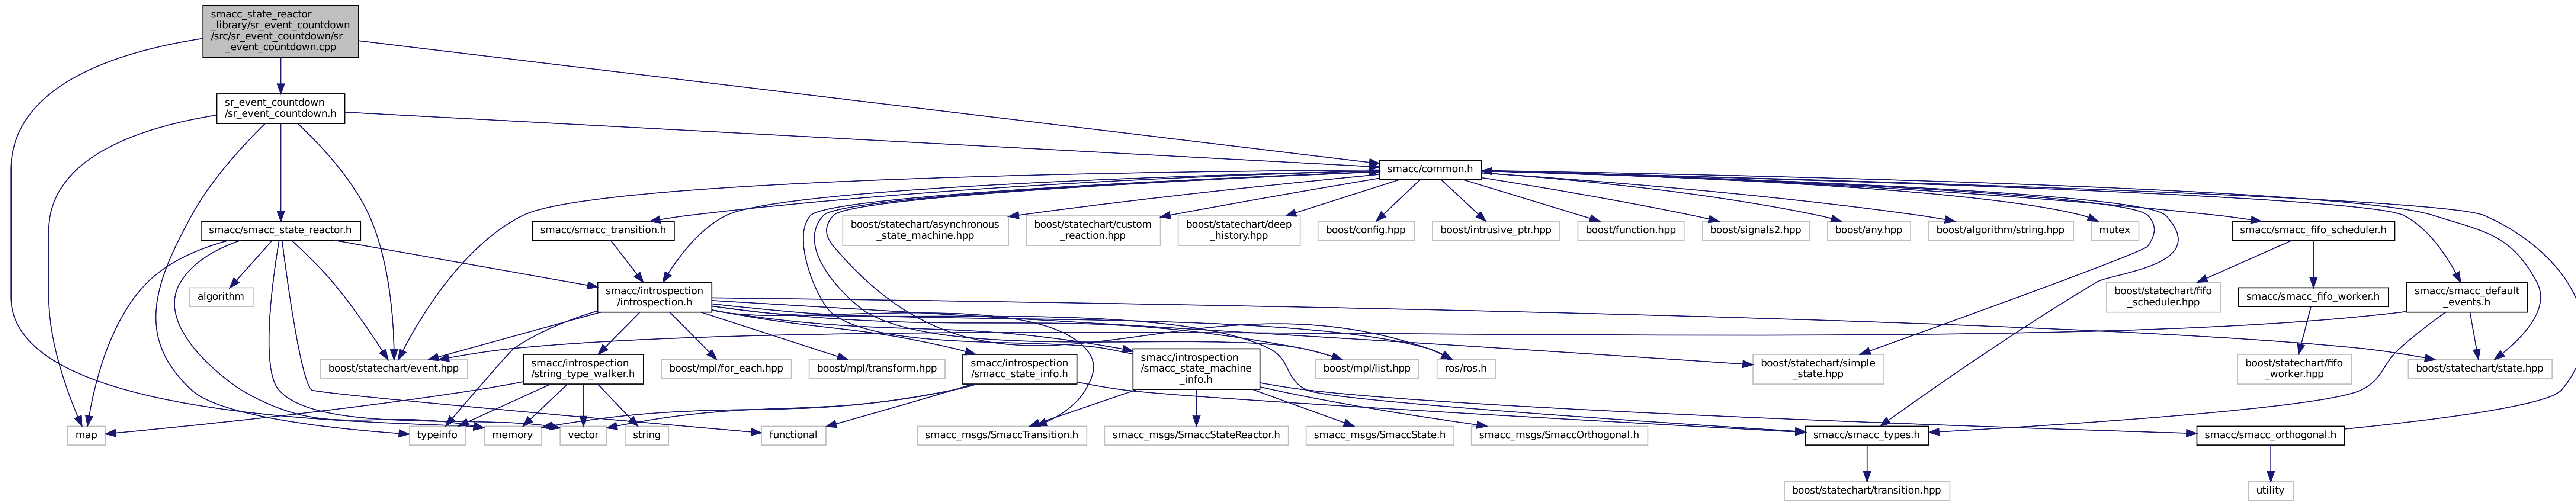 smacc_state_reactor
_library/sr_event_countdown
/src/sr_event_countdown/sr
_event_countdown.cpp
sr_event_countdown
/sr_event_countdown.h
smacc/common.h
smacc/smacc_state_reactor.h
smacc/smacc_transition.h
boost/statechart/asynchronous
_state_machine.hpp
boost/statechart/custom
_reaction.hpp
boost/statechart/deep
_history.hpp
boost/config.hpp
boost/intrusive_ptr.hpp
boost/function.hpp
boost/signals2.hpp
boost/any.hpp
boost/algorithm/string.hpp
mutex
smacc/smacc_fifo_scheduler.h
algorithm
smacc/introspection
/introspection.h
boost/statechart/fifo
_scheduler.hpp
smacc/smacc_fifo_worker.h
smacc/smacc_default
_events.h
boost/statechart/event.hpp
smacc/introspection
/string_type_walker.h
boost/mpl/for_each.hpp
boost/mpl/transform.hpp
smacc/introspection
/smacc_state_info.h
smacc/introspection
/smacc_state_machine
_info.h
boost/mpl/list.hpp
ros/ros.h
boost/statechart/simple
_state.hpp
boost/statechart/fifo
_worker.hpp
boost/statechart/state.hpp
map
typeinfo
memory
vector
string
functional
smacc_msgs/SmaccTransition.h
smacc_msgs/SmaccStateReactor.h
smacc_msgs/SmaccState.h
smacc_msgs/SmaccOrthogonal.h
smacc/smacc_types.h
smacc/smacc_orthogonal.h
boost/statechart/transition.hpp
utility